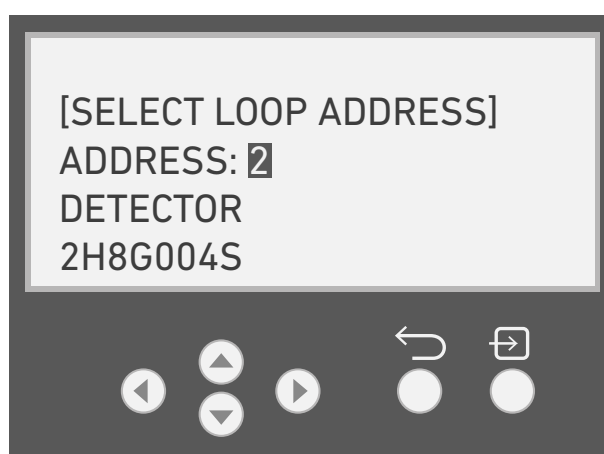 [SELECT LOOP ADDRESS]
ADDRESS: 2
DETECTOR
2H8G004S